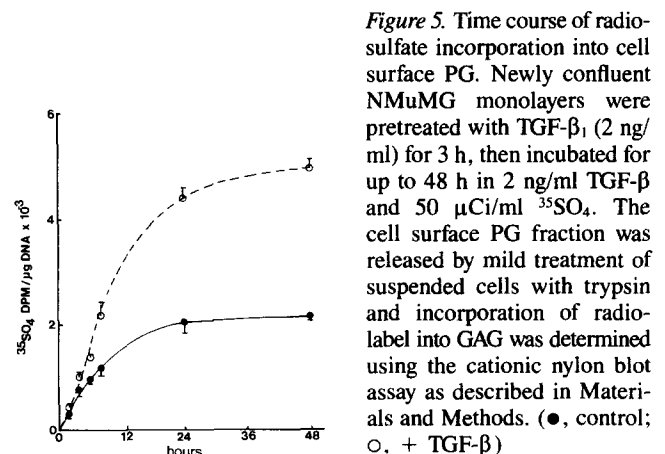 Figure 5. Time course of radio-
sulfate incorporation into cell
surface PG. Newly confluent
NMuMG monolayers were
pretreated with TGF-β₁ (2 ng/
ml) for 3 h, then incubated for
up to 48 h in 2 ng/ml TGF-β
and 50 μCi/ml ³⁵SO₄. The
cell surface PG fraction was
released by mild treatment of
suspended cells with trypsin
and incorporation of radio-
label into GAG was determined
using the cationic nylon blot
assay as described in Materi-
als and Methods. (●, control;
○, + TGF-β)
³⁵SO₄ DPM/μg DNA x 10⁻³
6
4
2
0
0 12 24 36 48
hours